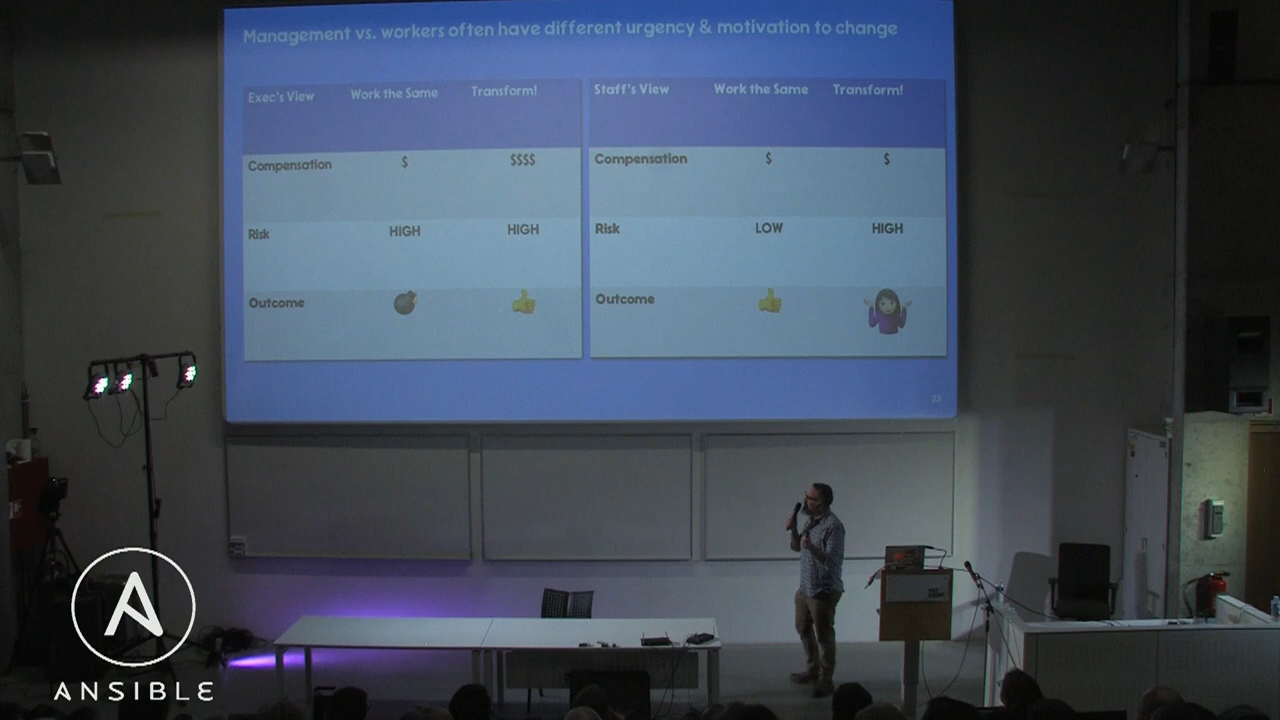 Management vs. workers often have different urgency & motivation to change
Exec's View Work the Same Transform!
Compensation $ $$$$
Risk HIGH HIGH
Outcome
Staff's View Work the Same Transform!
Compensation $ $
Risk LOW HIGH
Outcome
23
ANSIBLE